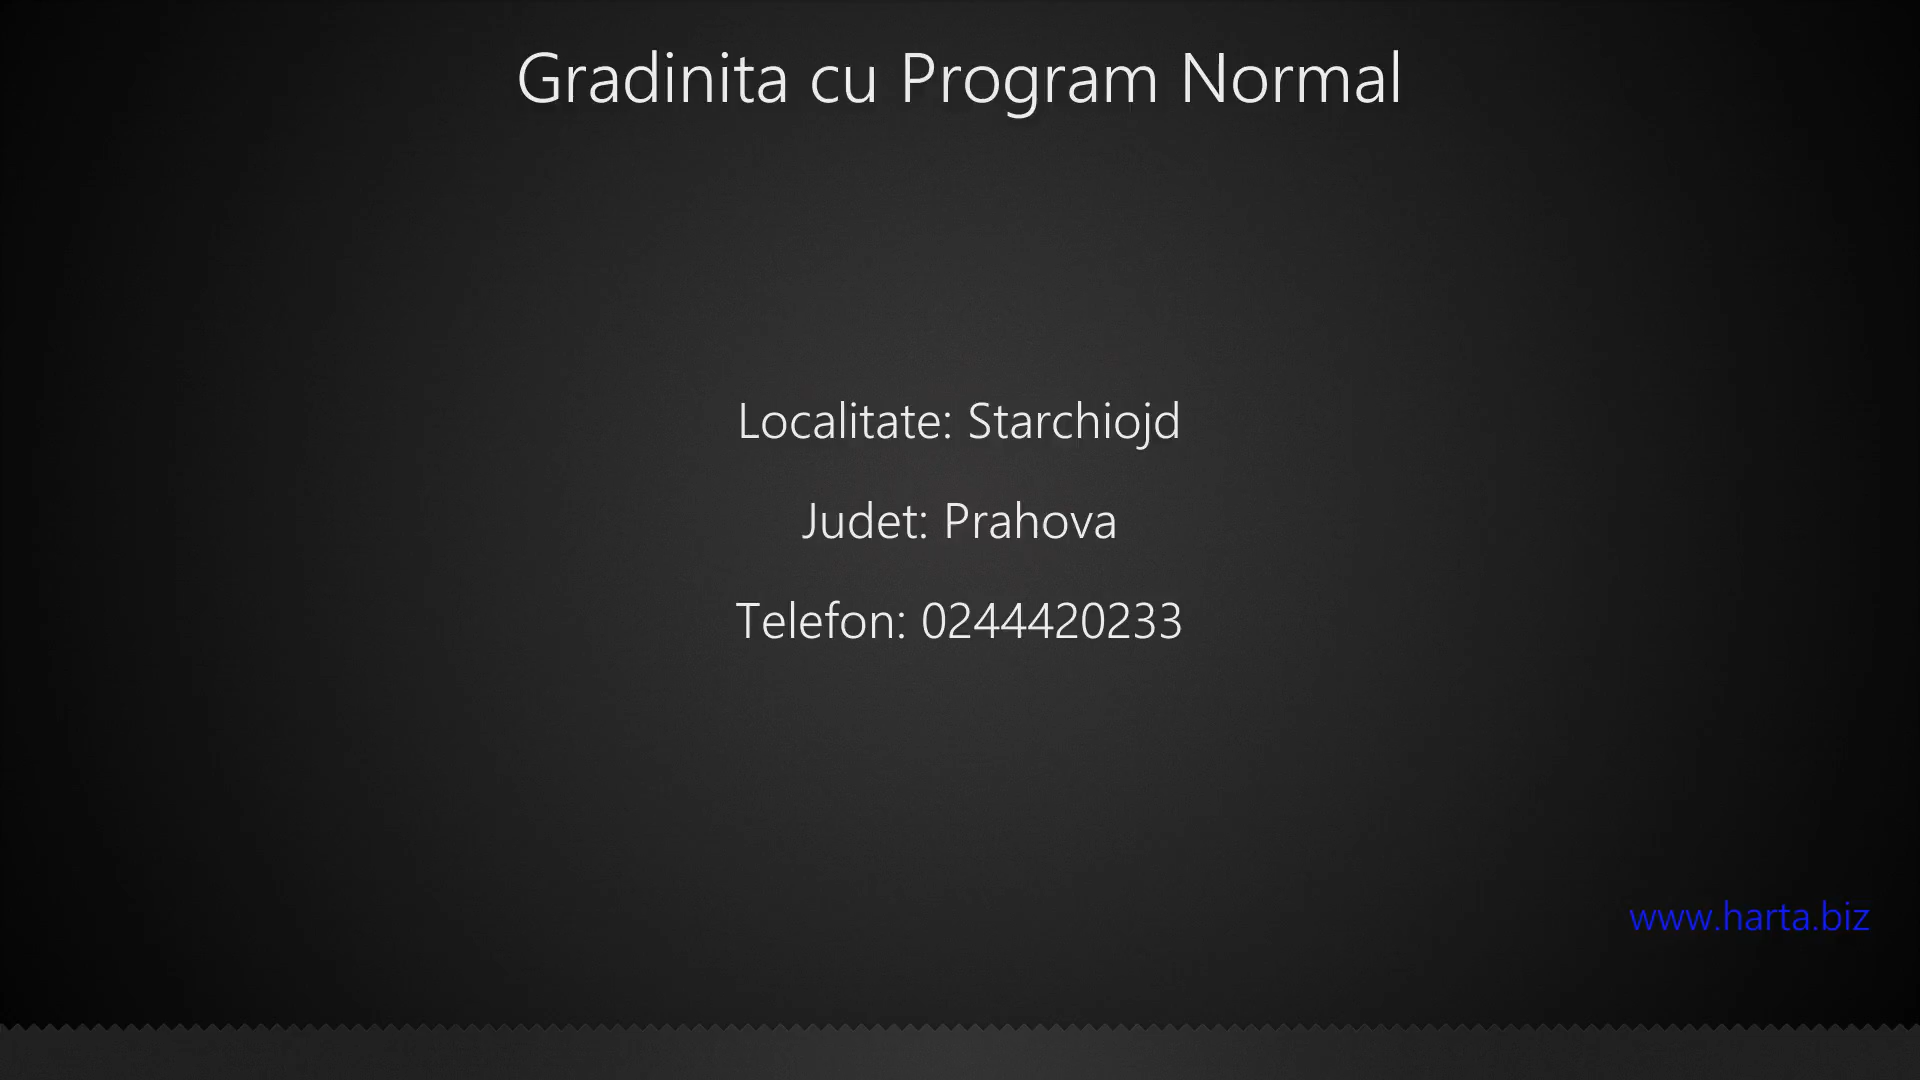 Gradinita cu Program Normal
Localitate: Starchiojd
Judet: Prahova
Telefon: 0244420233
www.harta.biz